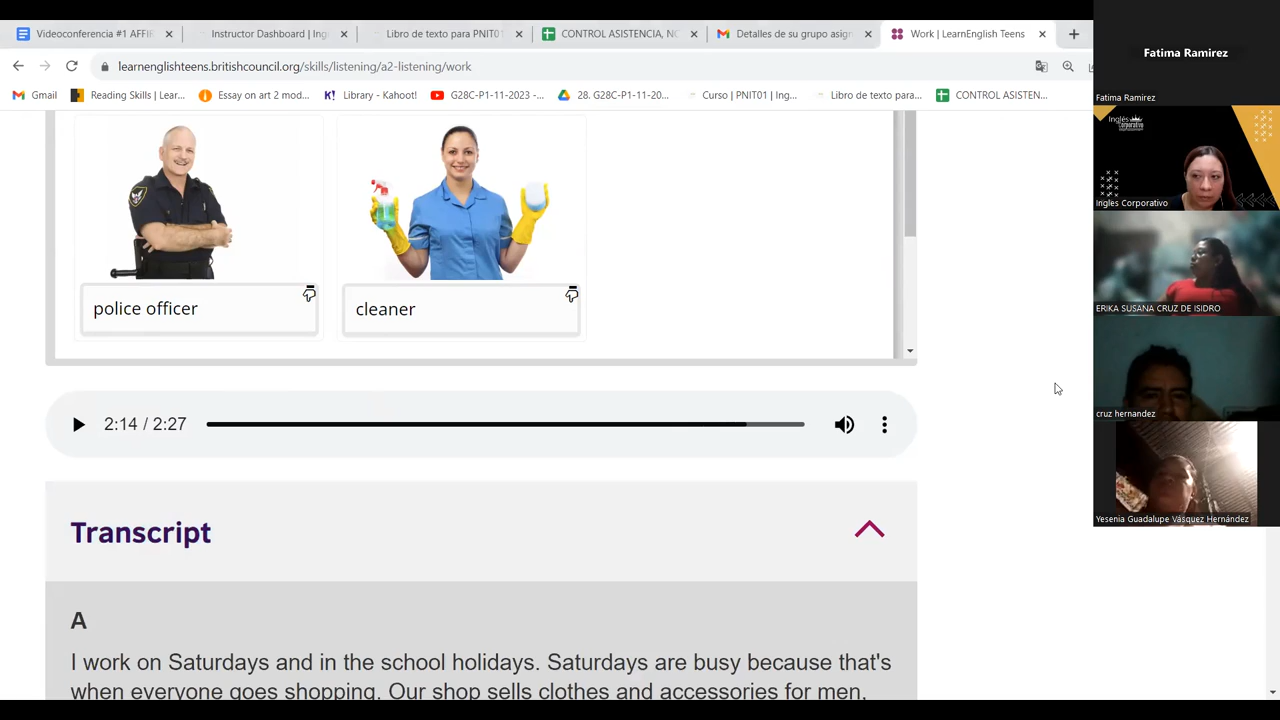 Videoconferencia #1 AFFI
Instructor Dashboard | Ing
Libro de texto para PNIT01
CONTROL ASISTENCIA, NO
Detalles de su grupo asign
Work | LearnEnglish Teens
learnenglishteens.britishcouncil.org/skills/listening/a2-listening/work
Gmail
Reading Skills | Lear...
Essay on art 2 mod...
Library - Kahoot!
G28C-P1-11-2023 -...
28. G28C-P1-11-20...
Curso | PNIT01 | Ing...
Libro de texto para...
CONTROL ASISTEN...
Fatima Ramirez
Fatima Ramirez
Inglés
Corporativo
Ingles Corporativo
ERIKA SUSANA CRUZ DE ISIDRO
cruz hernandez
Yesenia Guadalupe Vásquez Hernández
police officer
cleaner
2:14 / 2:27
Transcript
A
I work on Saturdays and in the school holidays. Saturdays are busy because that's
when everyone goes shopping. Our shop sells clothes and accessories for men,